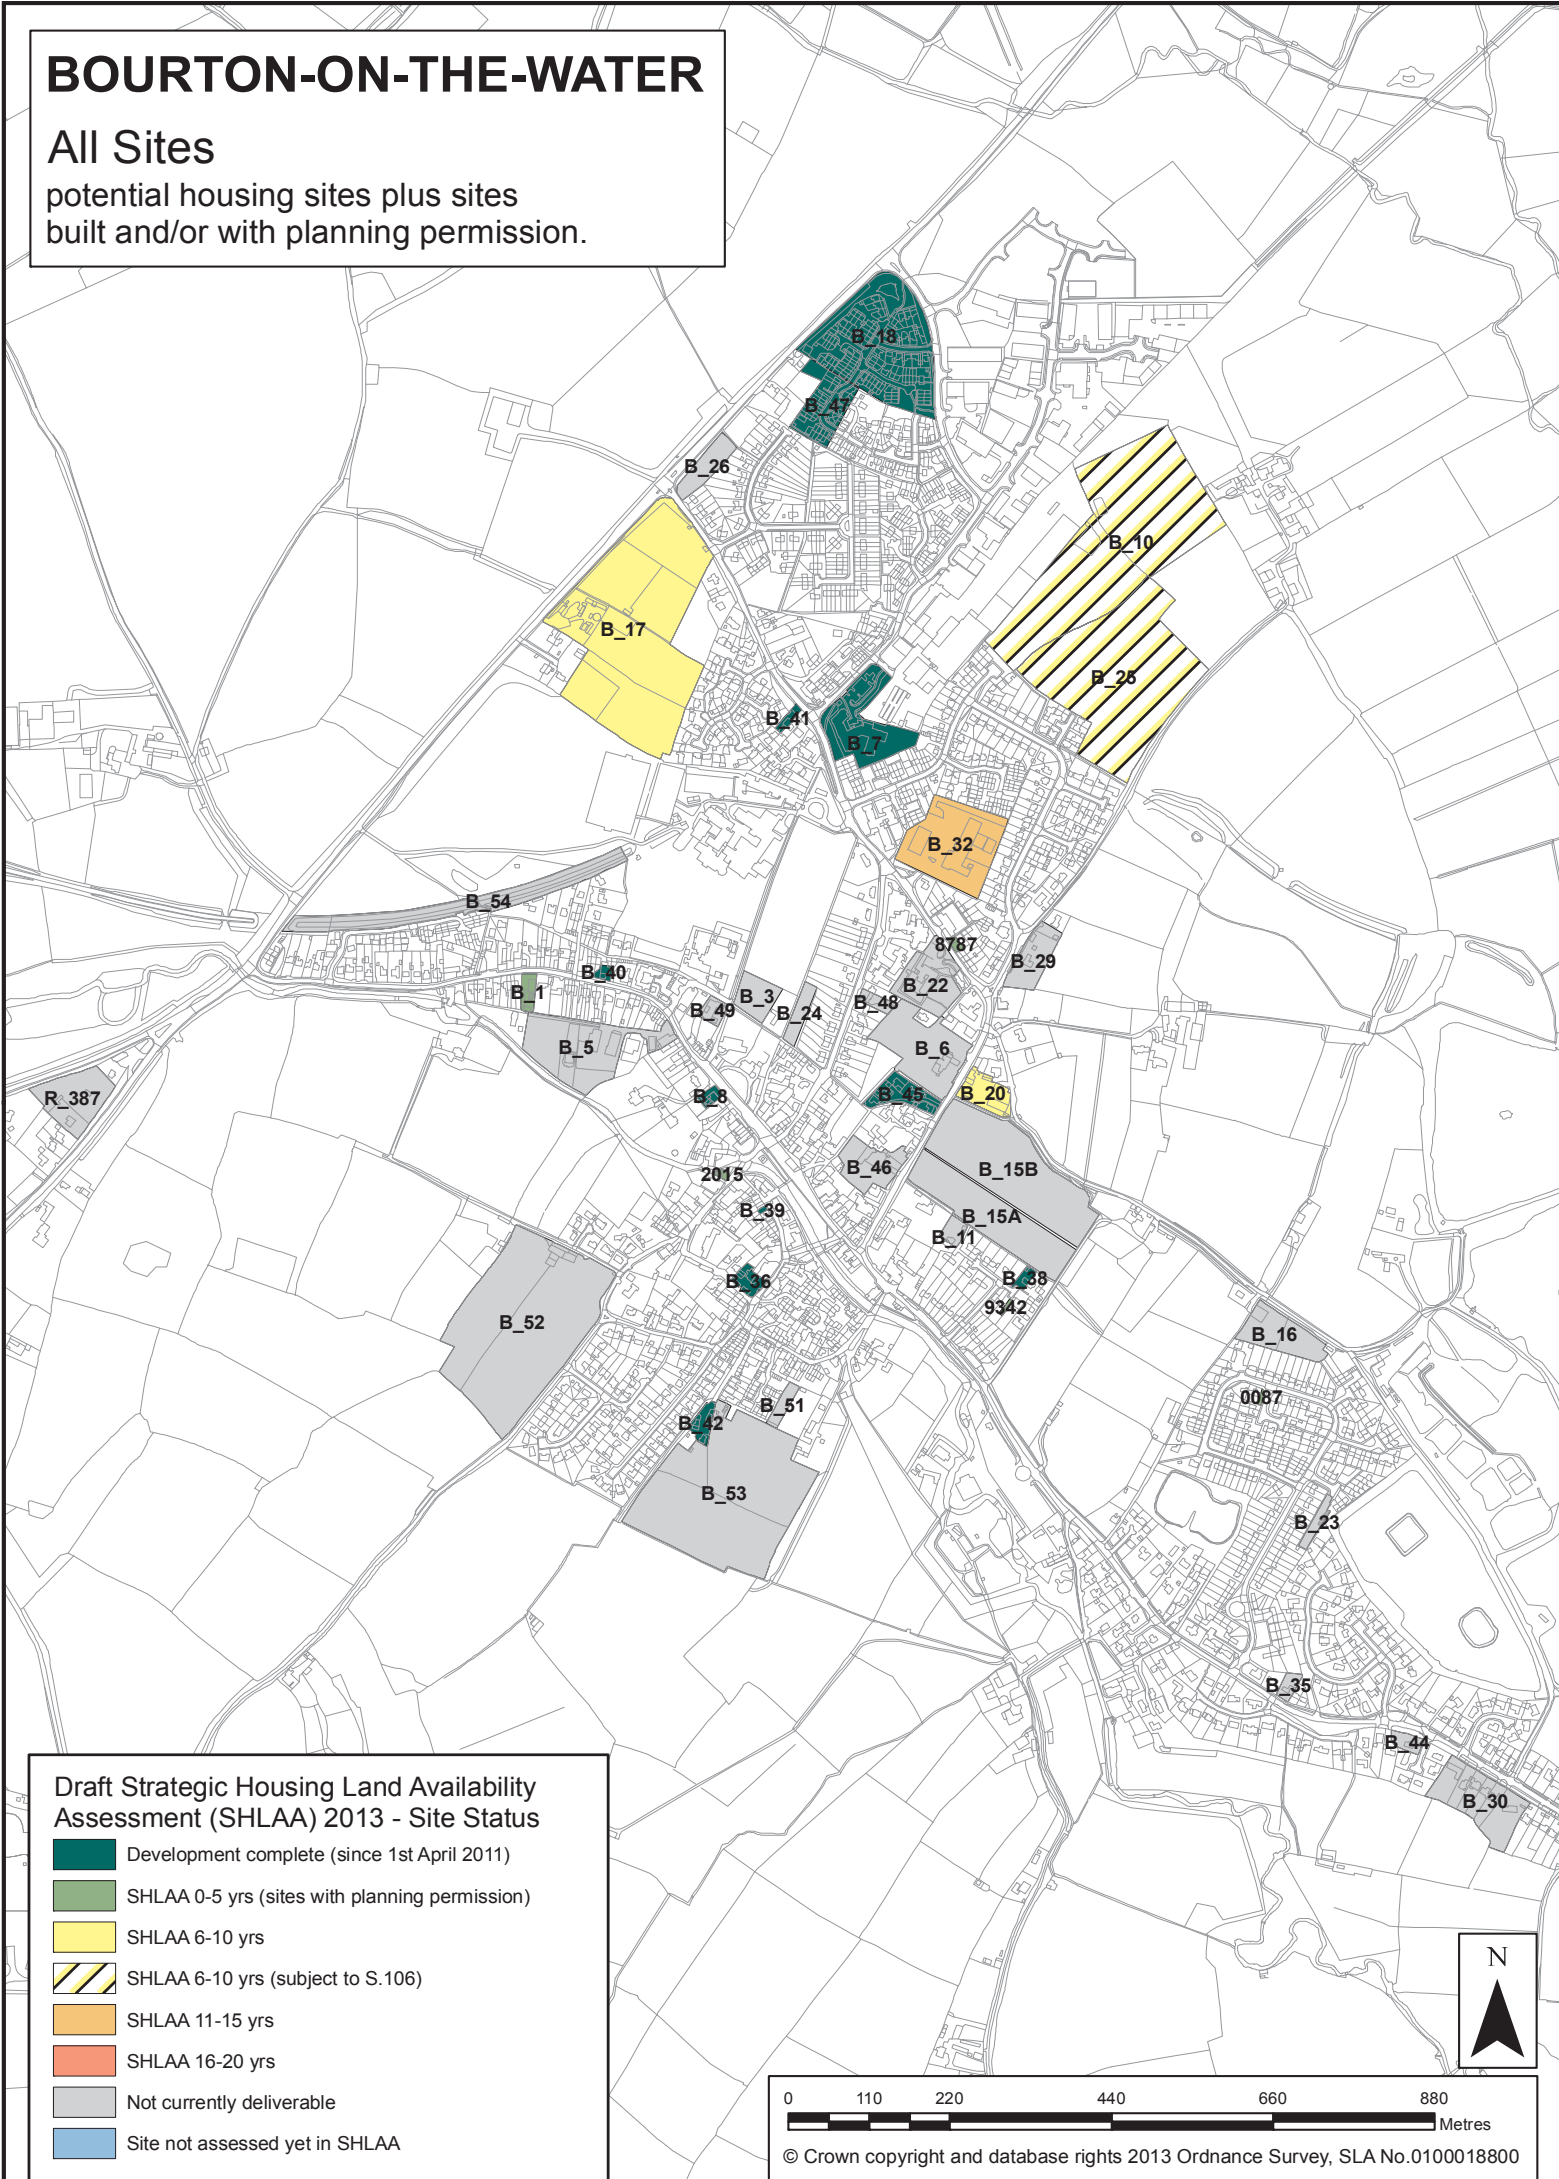 BOURTON-ON-THE-WATER
All Sites
potential housing sites plus sites
built and/or with planning permission.
B_18
B_47
B_26
B_10
B_17
B_25
B_41
B_7
B_32
B_54
8787
B_29
B_40
B_1
B_22
B_3
B_48
B_49
B_24
B_5
B_6
R_387
B_8
B_45
B_20
B_46
B_15B
2015
B_39
B_15A
B_11
B_36
B_38
9342
B_52
B_16
0087
B_51
B_42
B_53
B_23
B_35
B_44
B_30
Draft Strategic Housing Land Availability
Assessment (SHLAA) 2013 - Site Status
Development complete (since 1st April 2011)
SHLAA 0-5 yrs (sites with planning permission)
SHLAA 6-10 yrs
SHLAA 6-10 yrs (subject to S.106)
SHLAA 11-15 yrs
SHLAA 16-20 yrs
Not currently deliverable
Site not assessed yet in SHLAA
N
0 110 220 440 660 880
Metres
© Crown copyright and database rights 2013 Ordnance Survey, SLA No.0100018800